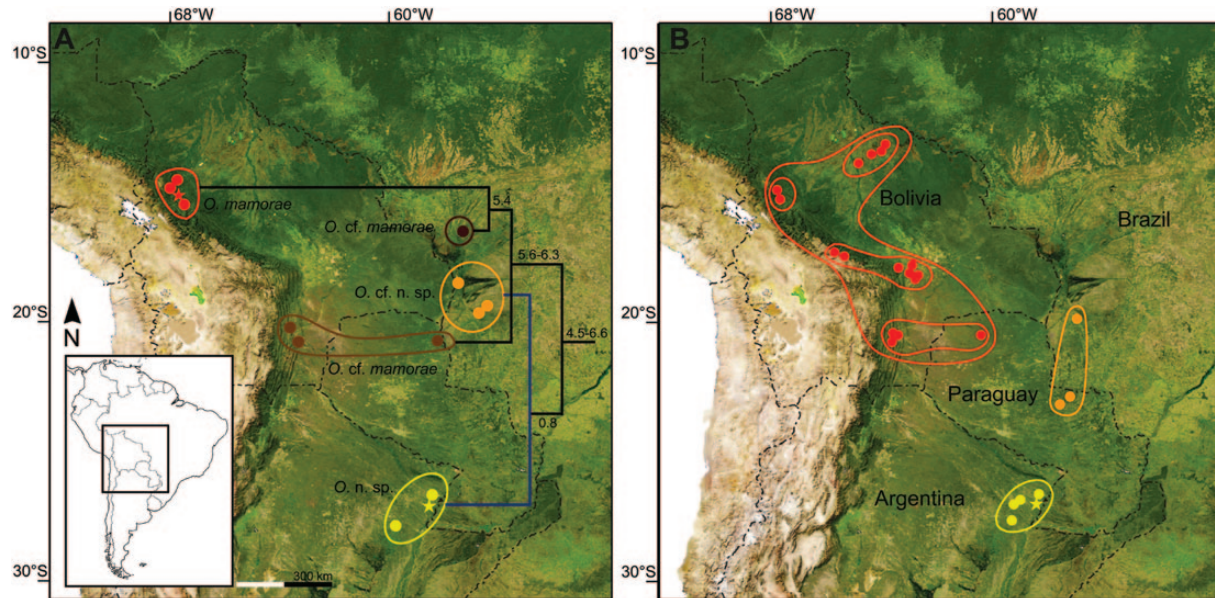 68°W 60°W
10°S
A
O. mamorae
5.4
O. cf. mamorae
5.6-6.3
O. cf. n. sp.
20°S
N
4.5-6.6
O. cf. mamorae
0.8
O. n. sp.
300 km
30°S
68°W 60°W
10°S
B
Bolivia
Brazil
20°S
Paraguay
Argentina
30°S